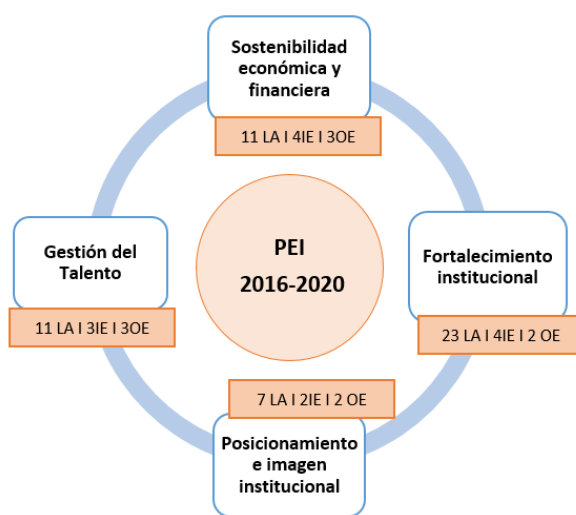 Sostenibilidad
económica y
financiera
11 LA I 4IE I 3OE
Gestión del
Talento
11 LA I 3IE I 3OE
PEI
2016-2020
Fortalecimiento
institucional
23 LA I 4IE I 2 OE
7 LA I 2IE I 2 OE
Posicionamiento
e imagen
institucional